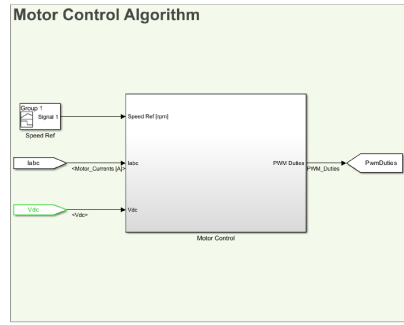 Motor Control Algorithm
Group 1
Signal 1
Speed Ref
Speed Ref [rpm]
Iabc
<Motor_Currents [A]>
Iabc
PWM Duties
PWM_Duties
PwmDuties
Vdc
<Vdc>
Vdc
Motor Control